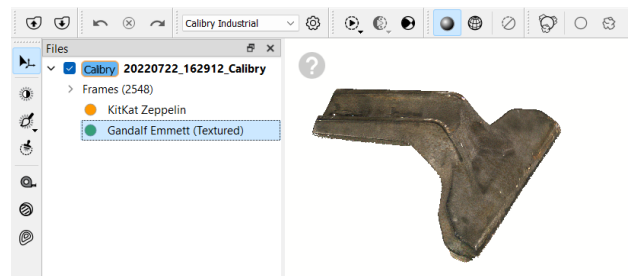 Calibry Industrial
Files
Calibry 20220722_162912_Calibry
Frames (2548)
KitKat Zeppelin
Gandalf Emmett (Textured)
?